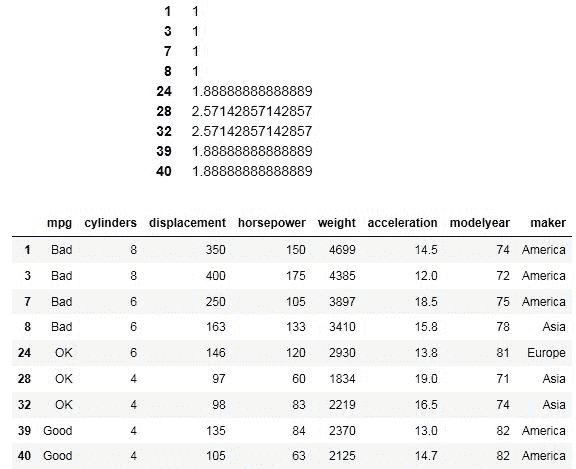 1 1
3 1
7 1
8 1
24 1.88888888888889
28 2.57142857142857
32 2.57142857142857
39 1.88888888888889
40 1.88888888888889
mpg cylinders displacement horsepower weight acceleration modelyear maker
1 Bad 8 350 150 4699 14.5 74 America
3 Bad 8 400 175 4385 12.0 72 America
7 Bad 6 250 105 3897 18.5 75 America
8 Bad 6 163 133 3410 15.8 78 Asia
24 OK 6 146 120 2930 13.8 81 Europe
28 OK 4 97 60 1834 19.0 71 Asia
32 OK 4 98 83 2219 16.5 74 Asia
39 Good 4 135 84 2370 13.0 82 America
40 Good 4 105 63 2125 14.7 82 America